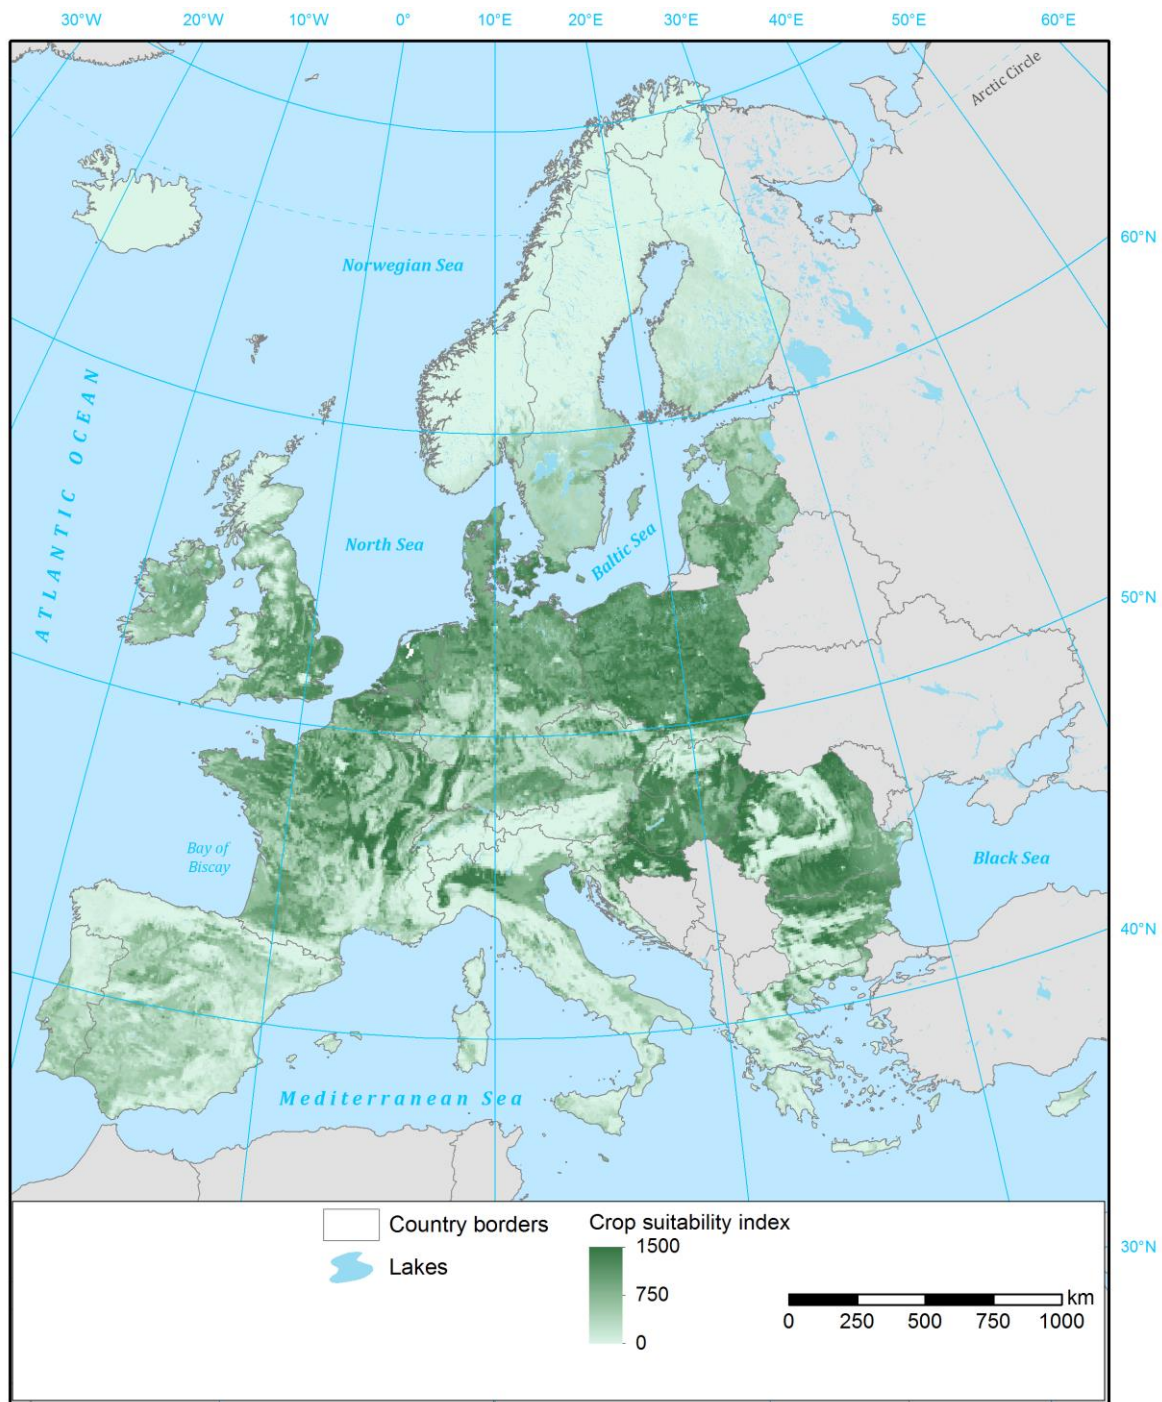 30°W 20°W 10°W 0° 10°E 20°E 30°E 40°E 50°E 60°E
Arctic Circle
60°N
Norwegian Sea
ATLANTIC OCEAN
North Sea
Baltic Sea
50°N
Bay of
Biscay
Black Sea
40°N
Mediterranean Sea
Country borders
Lakes
Crop suitability index
1500
750
0
30°N
km
0 250 500 750 1000